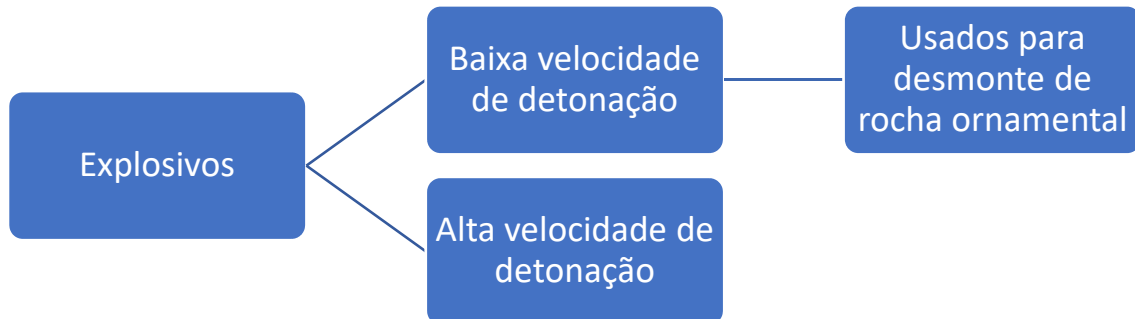 Explosivos
Baixa velocidade
de detonação
Usados para
desmonte de
rocha ornamental
Alta velocidade de
detonação